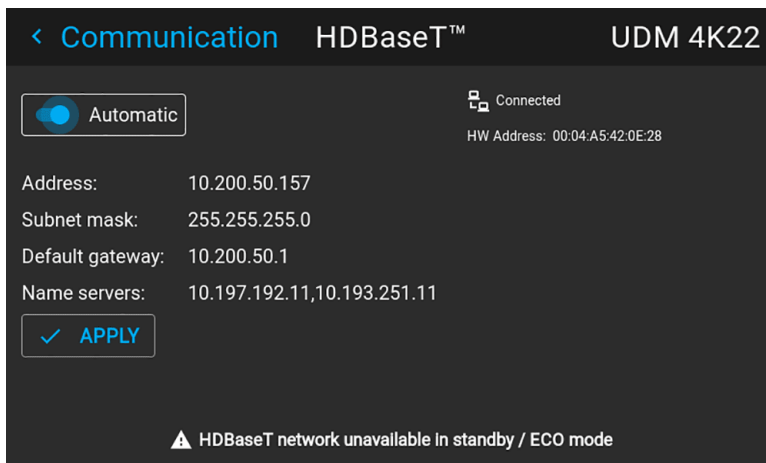 Communication HDBaseT™ UDM 4K22
Automatic
Connected
HW Address: 00:04:A5:42:0E:28
Address: 10.200.50.157
Subnet mask: 255.255.255.0
Default gateway: 10.200.50.1
Name servers: 10.197.192.11,10.193.251.11
APPLY
HDBaseT network unavailable in standby / ECO mode